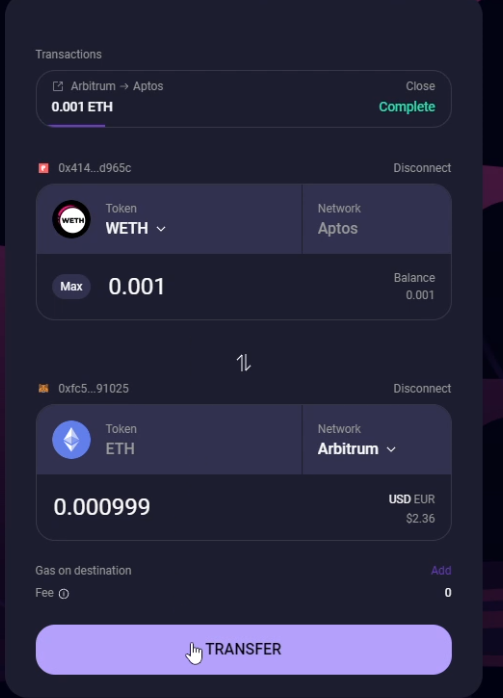 Transactions
Arbitrum → Aptos Close
0.001 ETH Complete
0x414...d965c Disconnect
Token Network
WETH WETH Aptos
Max 0.001 Balance
0.001
0xfc5...91025 Disconnect
Token Network
ETH Arbitrum
0.000999 USD EUR
$2.36
Gas on destination Add
Fee 0
TRANSFER